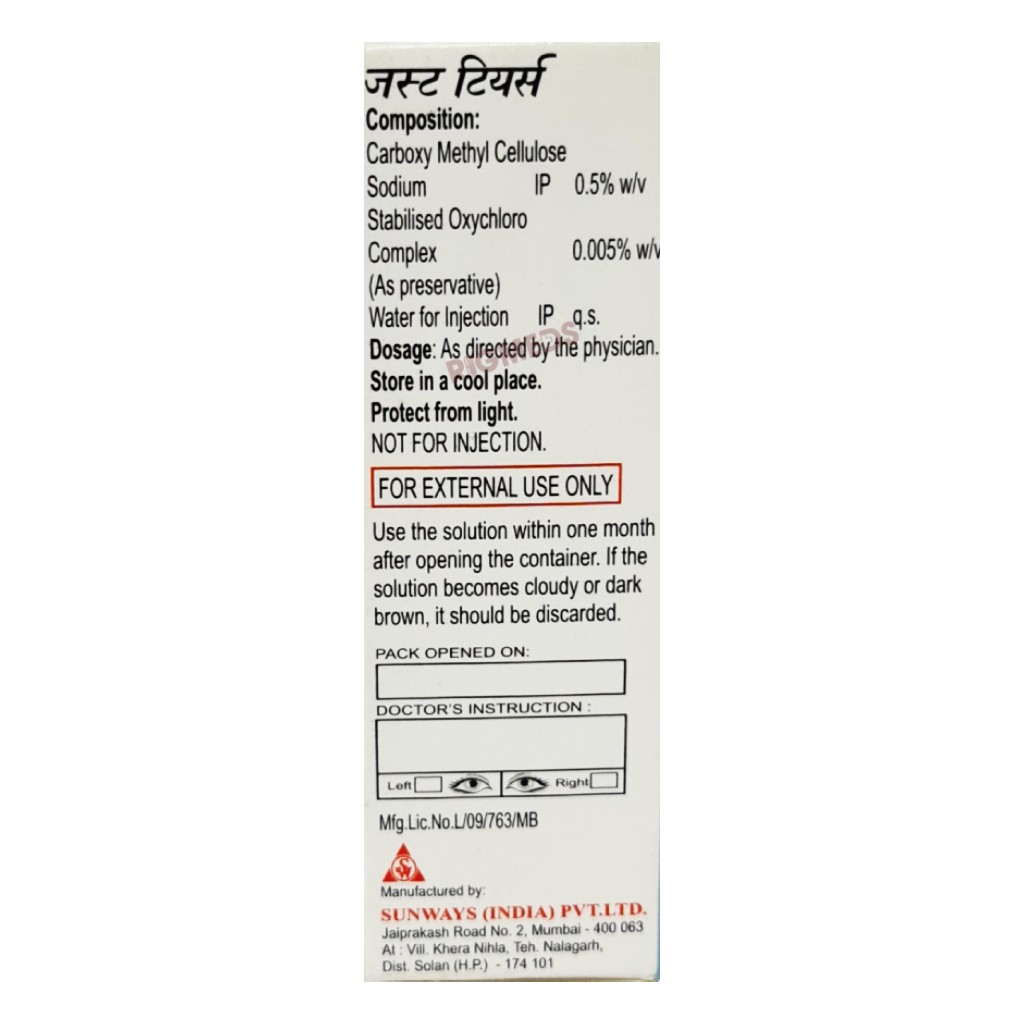 जस्ट टियर्स
Composition:
Carboxy Methyl Cellulose
Sodium IP 0.5% w/v
Stabilised Oxychloro
Complex 0.005% w/v
(As preservative)
Water for Injection IP q.s.
Dosage: As directed by the physician.
RIGMEDS
Store in a cool place.
Protect from light.
NOT FOR INJECTION.
FOR EXTERNAL USE ONLY
Use the solution within one month
after opening the container. If the
solution becomes cloudy or dark
brown, it should be discarded.
PACK OPENED ON:
DOCTOR'S INSTRUCTION :
Left Right
Mfg.Lic.No.L/09/763/MB
Manufactured by:
SUNWAYS (INDIA) PVT.LTD.
Jaiprakash Road No. 2, Mumbai - 400 063
At : Vill. Khera Nihla, Teh. Nalagarh,
Dist. Solan (H.P.) - 174 101